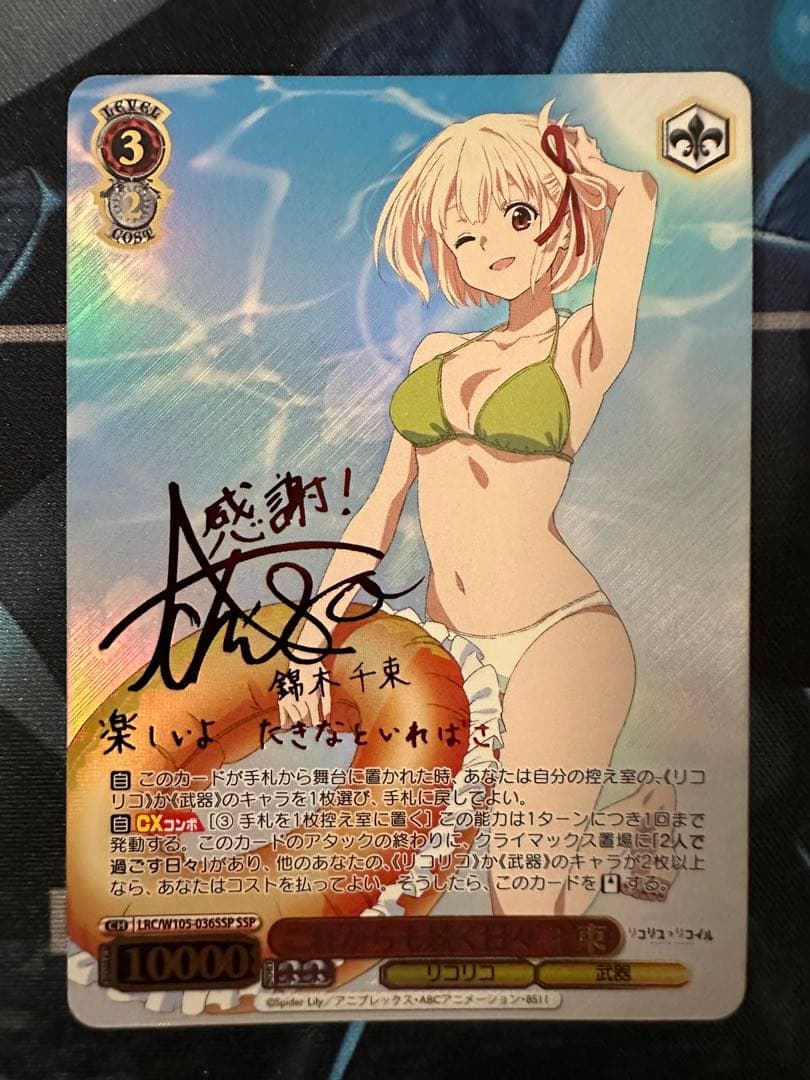 LEVEL
3
2
COST
感謝!
錦木 千束
楽しいよ たきなといればさ
自 このカードが手札から舞台に置かれた時、あなたは自分の控え室の、《リコ
リコ》か《武器》のキャラを1枚選び、手札に戻してよい。
自 CXコンボ [③ 手札を1枚控え室に置く] この能力は1ターンにつき1回まで
発動する。このカードのアタックの終わりに、クライマックス置場に「2人で
過ごす日々」があり、他のあなたの、《リコリコ》か《武器》のキャラが2枚以上
なら、あなたはコストを払ってよい。そうしたら、このカードを する。
CH LRC/W105-036SSP SSP
束
リコリス・リコイル
10000
リコリコ 武器
©Spider Lily/アニプレックス・ABCアニメーション・BS11